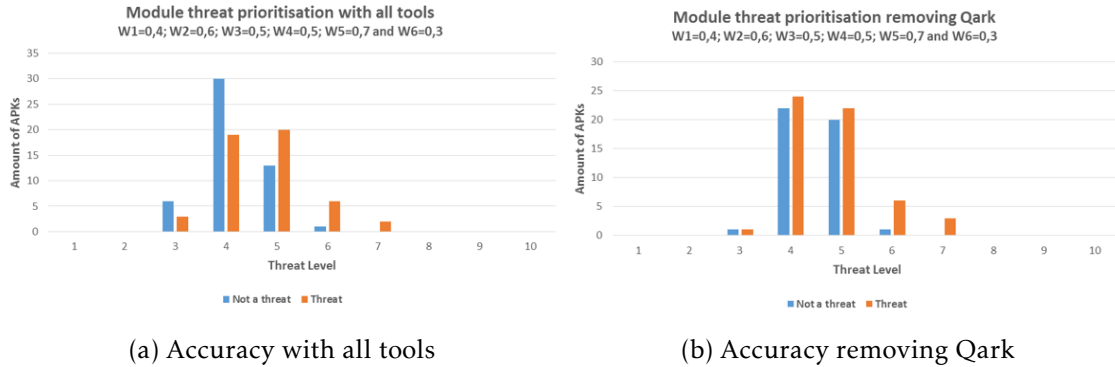 Module threat prioritisation with all tools
W1=0,4; W2=0,6; W3=0,5; W4=0,5; W5=0,7 and W6=0,3
35
30
25
20
15
10
5
0
Amount of APKs
1 2 3 4 5 6 7 8 9 10
Threat Level
Not a threat Threat
(a) Accuracy with all tools
Module threat prioritisation removing Qark
W1=0,4; W2=0,6; W3=0,5; W4=0,5; W5=0,7 and W6=0,3
30
25
20
15
10
5
0
Amount of APKs
1 2 3 4 5 6 7 8 9 10
Threat Level
Not a threat Threat
(b) Accuracy removing Qark